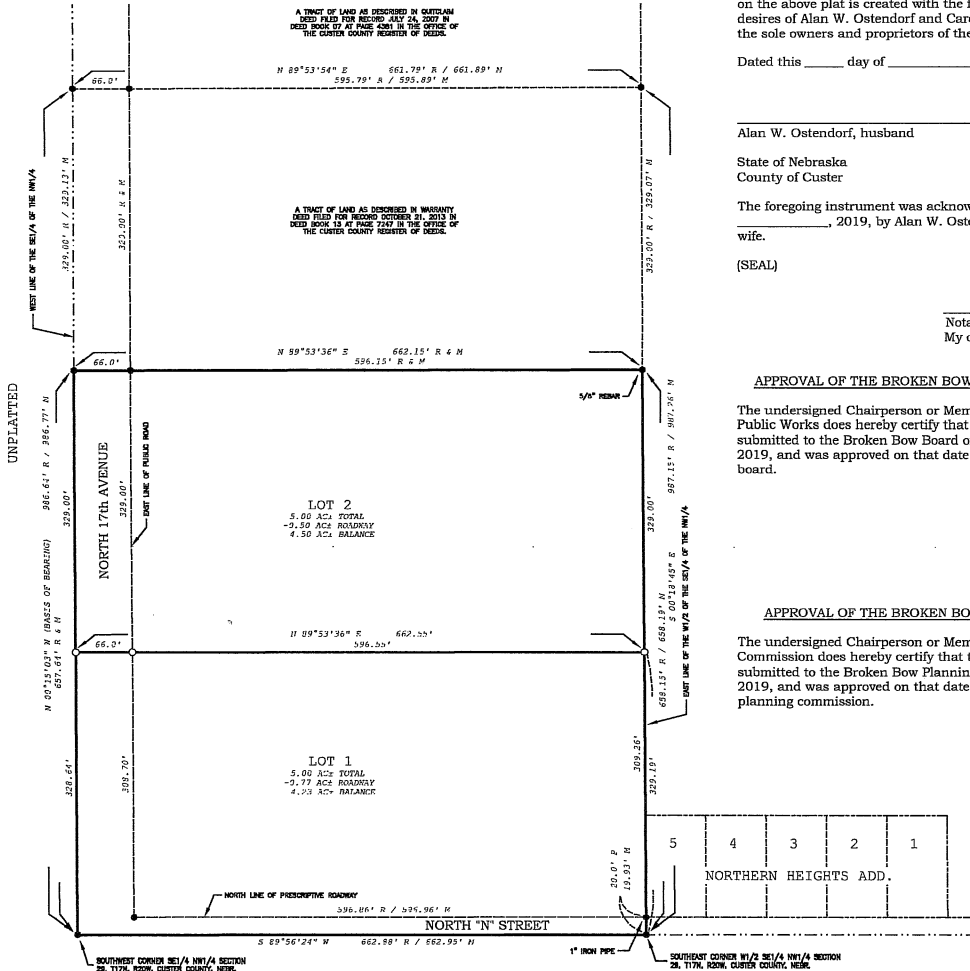 A TRACT OF LAND AS DESCRIBED IN QUITCLAIM
DEED FILED FOR RECORD JULY 24, 2007 IN
DEED BOOK 07 AT PAGE 4381 IN THE OFFICE OF
THE CUSTER COUNTY REGISTER OF DEEDS.
N 89°53'54" E 661.79' R / 661.89' M
66.0' 595.79' R / 595.89' M
WEST LINE OF THE SE1/4 OF THE NW1/4
329.00' R / 329.13' M
329.00' R & M
A TRACT OF LAND AS DESCRIBED IN WARRANTY
DEED FILED FOR RECORD OCTOBER 21, 2013 IN
DEED BOOK 13 AT PAGE 7247 IN THE OFFICE OF
THE CUSTER COUNTY REGISTER OF DEEDS.
329.00' R / 329.07' M
N 89°53'36" E 662.15' R & M
66.0' 596.15' R & M
5/8" REBAR
UNPLATTED
986.64' R / 986.77' M
329.00'
NORTH 17th AVENUE
329.00'
EAST LINE OF PUBLIC ROAD
LOT 2
5.00 AC± TOTAL
-0.50 AC± ROADWAY
4.50 AC± BALANCE
329.00'
987.15' R / 987.26' M
S 00°18'45" E
658.15' R / 658.19' M
EAST LINE OF THE W1/2 OF THE SE1/4 OF THE NW1/4
N 00°15'03" W (BASIS OF BEARING)
657.64' R & M
N 89°53'36" E 662.55'
66.0' 596.55'
328.64'
308.70'
LOT 1
5.00 AC± TOTAL
-0.77 AC± ROADWAY
4.23 AC± BALANCE
309.26'
329.19'
20.0' R
19.93' M
5 4 3 2 1
NORTHERN HEIGHTS ADD.
NORTH LINE OF PRESCRIPTIVE ROADWAY
596.86' R / 596.96' M
NORTH "N" STREET
S 89°56'24" W 662.98' R / 662.95' M
1" IRON PIPE
SOUTHWEST CORNER SE1/4 NW1/4 SECTION
29, T17N, R20W, CUSTER COUNTY, NEBR.
SOUTHEAST CORNER W1/2 SE1/4 NW1/4 SECTION
29, T17N, R20W, CUSTER COUNTY, NEBR.
on the above plat is created with the f
desires of Alan W. Ostendorf and Car
the sole owners and proprietors of the
Dated this _____ day of
Alan W. Ostendorf, husband
State of Nebraska
County of Custer
The foregoing instrument was acknow
____________, 2019, by Alan W. Oste
wife.
(SEAL)
Nota
My c
APPROVAL OF THE BROKEN BOW
The undersigned Chairperson or Mem
Public Works does hereby certify that
submitted to the Broken Bow Board o
2019, and was approved on that date
board.
APPROVAL OF THE BROKEN BO
The undersigned Chairperson or Mem
Commission does hereby certify that t
submitted to the Broken Bow Plannin
2019, and was approved on that date
planning commission.